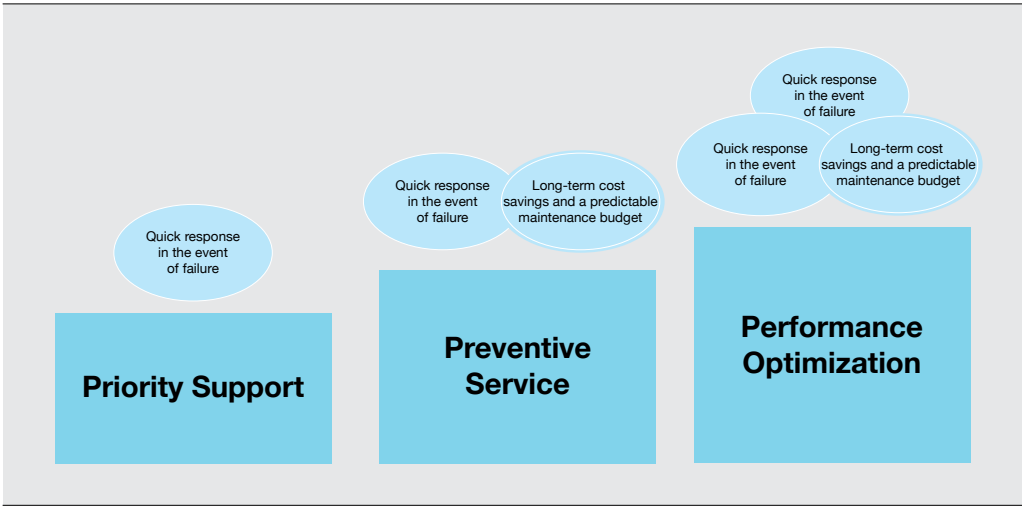 Quick response
in the event
of failure
Priority Support
Quick response
in the event
of failure
Long-term cost
savings and a predictable
maintenance budget
Preventive
Service
Quick response
in the event
of failure
Quick response
in the event
of failure
Long-term cost
savings and a predictable
maintenance budget
Performance
Optimization